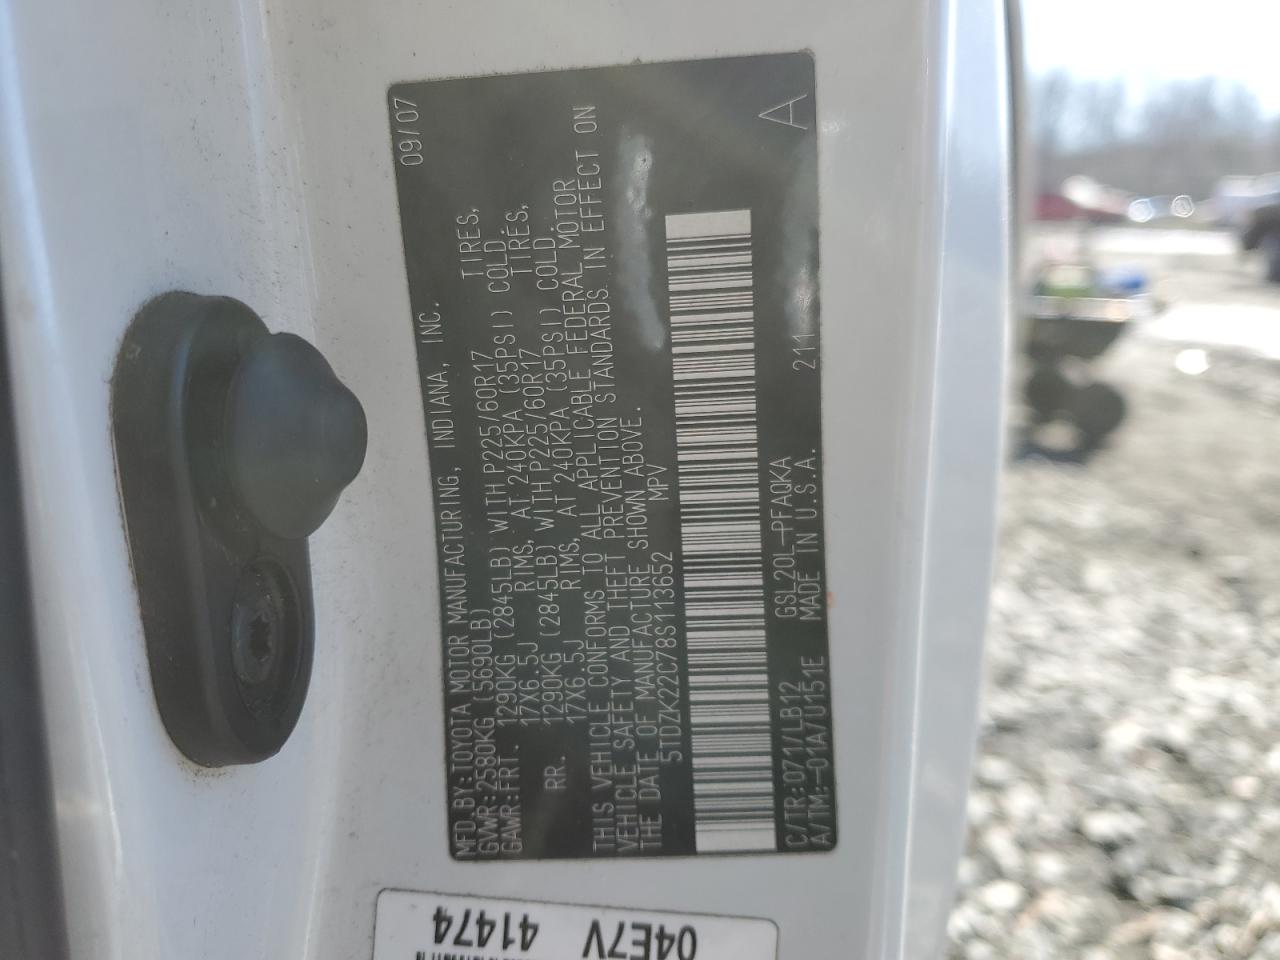 MFD.BY:TOYOTA MOTOR MANUFACTURING, INDIANA, INC. 09/07
GVWR:2580KG (5690LB)
GAWR:FRT. 1290KG (2845LB) WITH P225/60R17 TIRES,
17X6.5J RIMS, AT 240KPA (35PSI) COLD.
RR. 1290KG (2845LB) WITH P225/60R17 TIRES,
17X6.5J RIMS, AT 240KPA (35PSI) COLD.
THIS VEHICLE CONFORMS TO ALL APPLICABLE FEDERAL MOTOR
VEHICLE SAFETY AND THEFT PREVENTION STANDARDS IN EFFECT ON
THE DATE OF MANUFACTURE SHOWN ABOVE.
5TDZK22C78S113652 MPV
C/TR:071/LB12 GSL20L-PFAQKA 211 A
A/TM:-01A/U151E MADE IN U.S.A.
04E7V
41474